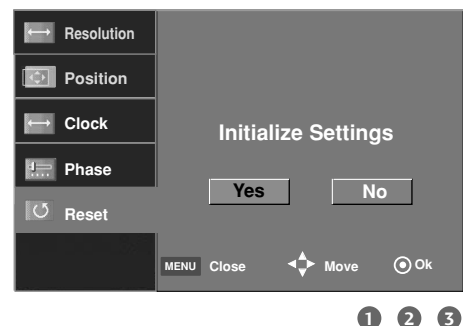 Resolution
Position
Clock
Phase
Reset
Initialize Settings
Yes No
MENU Close Move Ok
1 2 3